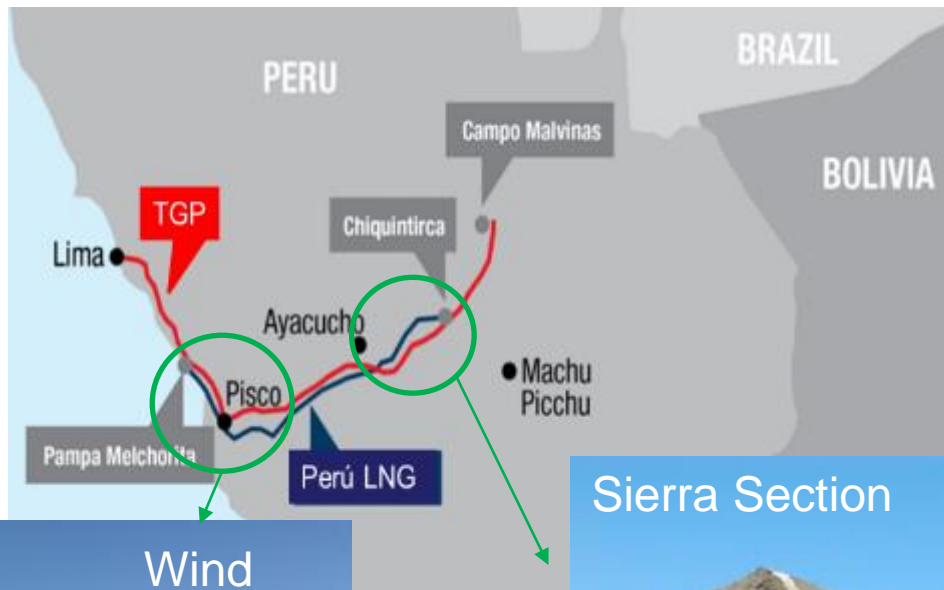 BRAZIL
PERU
Campo Malvinas
BOLIVIA
TGP
Chiquintirca
Lima
Ayacucho
Machu
Picchu
Pisco
Pampa Melchorita
Perú LNG
Sierra Section
Wind